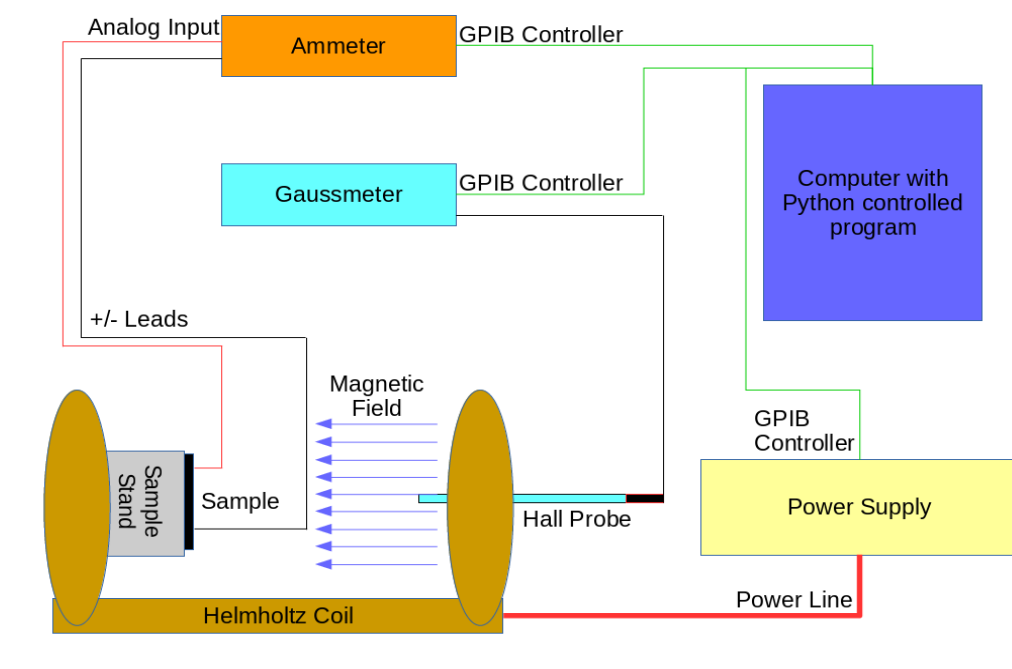 Analog Input
Ammeter
GPIB Controller
Gaussmeter
GPIB Controller
Computer with
Python controlled
program
+/- Leads
Magnetic
Field
GPIB
Controller
Sample
Stand
Sample
Hall Probe
Power Supply
Power Line
Helmholtz Coil